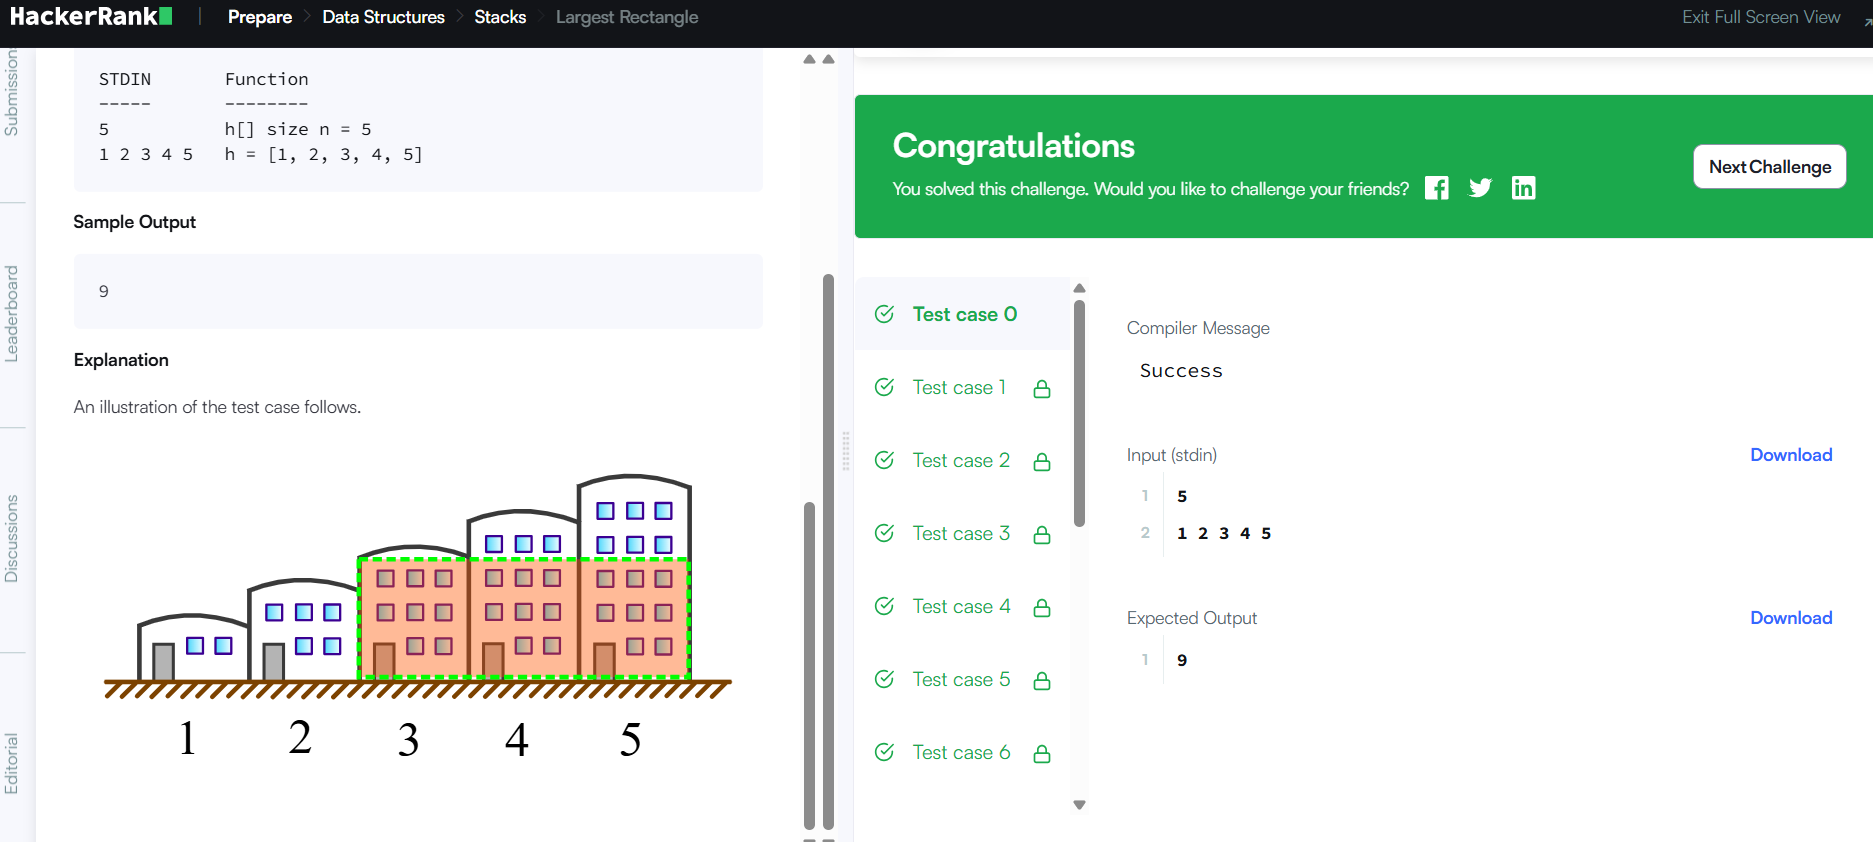 HackerRank
Prepare
Data Structures
Stacks
Largest Rectangle
Exit Full Screen View
Submission
Leaderboard
Discussions
Editorial
STDIN Function
----- --------
5 h[] size n = 5
1 2 3 4 5 h = [1, 2, 3, 4, 5]
Sample Output
9
Explanation
An illustration of the test case follows.
1 2 3 4 5
Congratulations
You solved this challenge. Would you like to challenge your friends?
Next Challenge
Test case 0
Test case 1
Test case 2
Test case 3
Test case 4
Test case 5
Test case 6
Compiler Message
Success
Input (stdin)
Download
1 5
2 1 2 3 4 5
Expected Output
Download
1 9